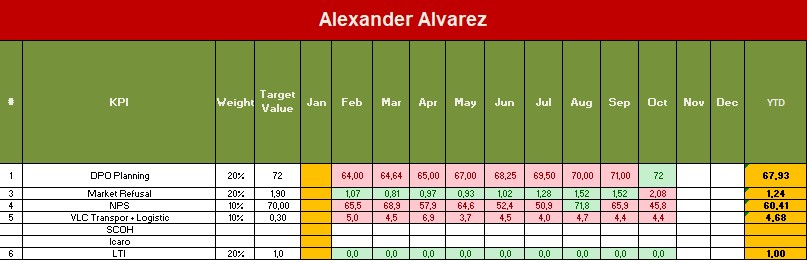 Alexander Alvarez
# KPI Weight Target Value Jan Feb Mar Apr May Jun Jul Aug Sep Oct Nov Dec YTD
1 DPO Planning 20% 72 64,00 64,64 65,00 67,00 68,25 69,50 70,00 71,00 72 67,93
3 Market Refusal 20% 1,90 1,07 0,81 0,97 0,93 1,02 1,28 1,52 1,52 2,08 1,24
4 NPS 10% 70,00 65,5 68,9 57,9 64,6 52,4 50,9 71,8 65,9 45,8 60,41
5 VLC Transpor + Logistic 10% 0,30 5,0 4,5 6,9 3,7 4,5 4,0 4,7 4,4 4,4 4,68
SCOH
Icaro
6 LTI 20% 1,0 0,0 0,0 0,0 0,0 0,0 0,0 0,0 0,0 0,0 1,00